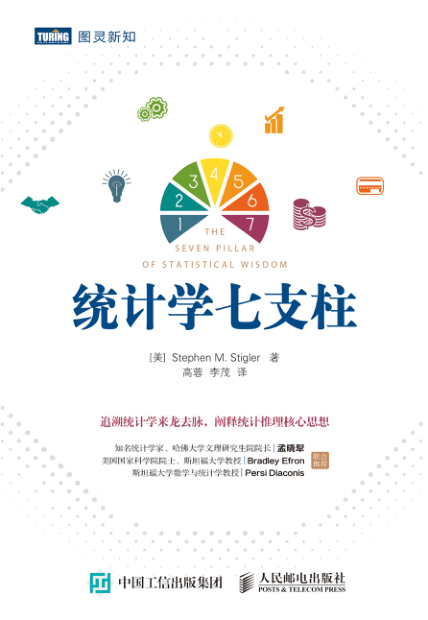 TURING 图灵新知
1
2
3
4
5
6
7
THE
SEVEN PILLAR
OF STATISTICAL WISDOM
统计学七支柱
[美] Stephen M. Stigler 著
高蓉 李茂 译
追溯统计学来龙去脉，阐释统计推理核心思想
知名统计学家、哈佛大学文理研究生院院长|孟晓犁
美国国家科学院院士、斯坦福大学教授|Bradley Efron
斯坦福大学数学与统计学教授|Persi Diaconis
联合
推荐
中国工信出版集团
人民邮电出版社
POSTS & TELECOM PRESS